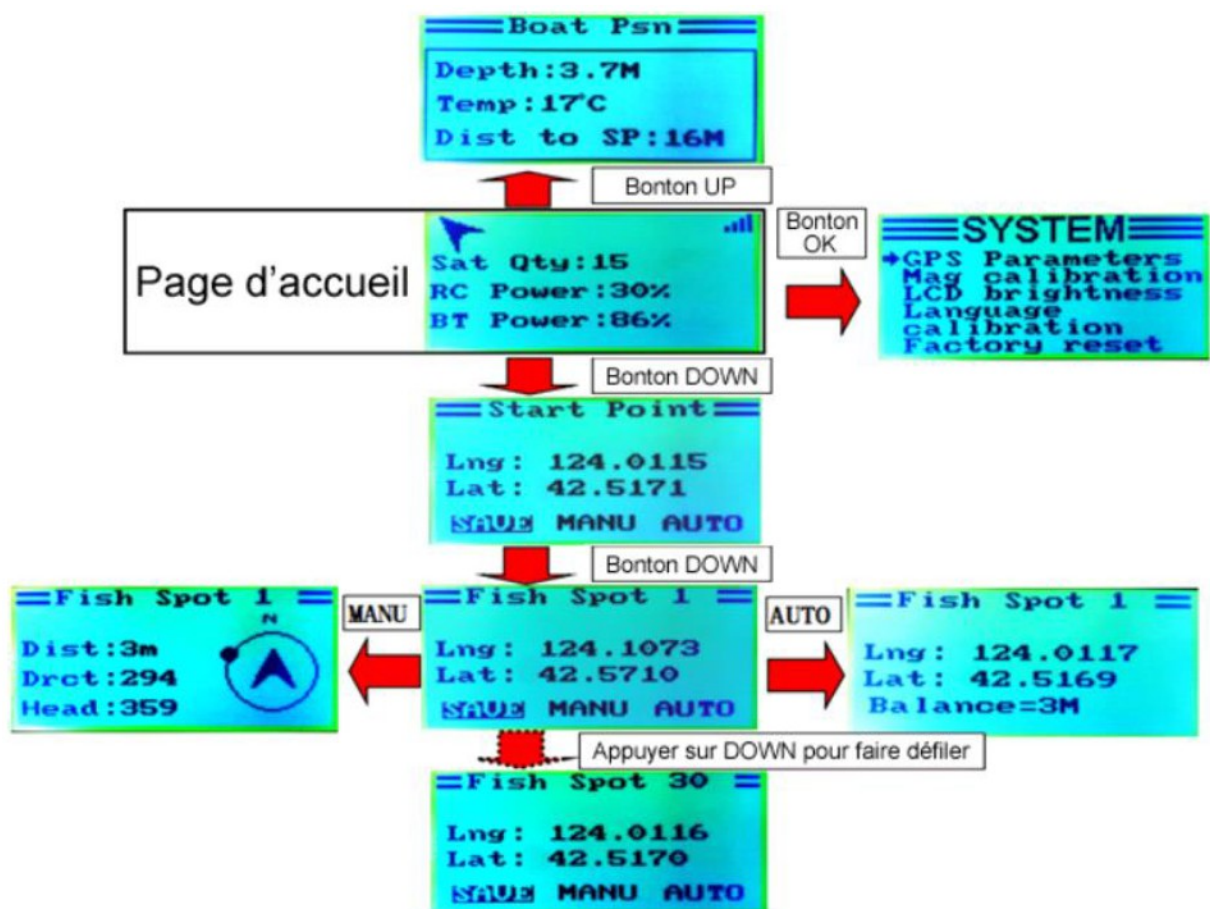 Boat Psn
Depth:3.7M
Temp:17°C
Dist to SP:16M
Bonton UP
Page d'accueil
Sat Qty:15
RC Power:30%
BT Power:86%
Bonton
OK
SYSTEM
GPS Parameters
Mag calibration
LCD brightness
Language
calibration
Factory reset
Bonton DOWN
Start Point
Lng: 124.0115
Lat: 42.5171
SAVE MANU AUTO
Bonton DOWN
Fish Spot 1
Dist:3m
Drct:294
Head:359
N
MANU
Fish Spot 1
Lng: 124.1073
Lat: 42.5710
SAVE MANU AUTO
AUTO
Fish Spot 1
Lng: 124.0117
Lat: 42.5169
Balance=3M
Appuyer sur DOWN pour faire défiler
Fish Spot 30
Lng: 124.0116
Lat: 42.5170
SAVE MANU AUTO